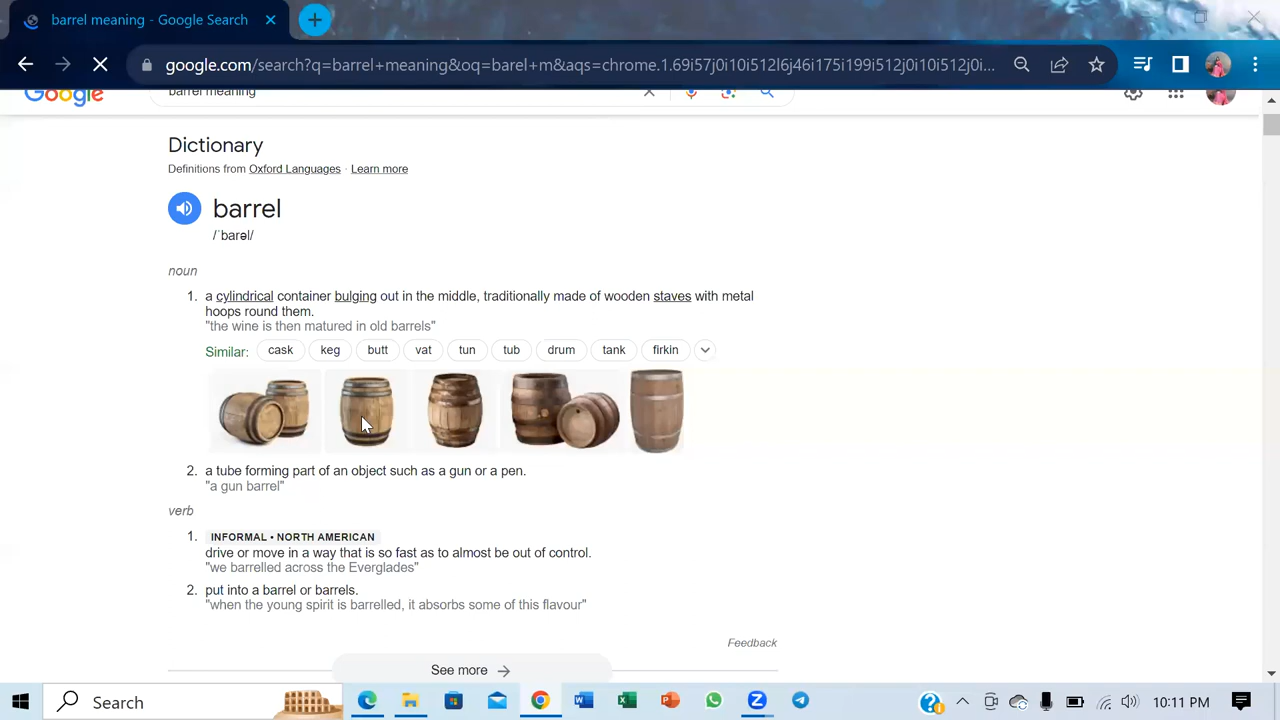 barrel meaning - Google Search
google.com/search?q=barrel+meaning&oq=barel+m&aqs=chrome.1.69i57j0i10i512l6j46i175i199i512j0i10i512j0i...
Google
barrel meaning
Dictionary
Definitions from Oxford Languages · Learn more
barrel
/ˈbarəl/
noun
1. a cylindrical container bulging out in the middle, traditionally made of wooden staves with metal
hoops round them.
"the wine is then matured in old barrels"
Similar: cask keg butt vat tun tub drum tank firkin
2. a tube forming part of an object such as a gun or a pen.
"a gun barrel"
verb
1. INFORMAL • NORTH AMERICAN
drive or move in a way that is so fast as to almost be out of control.
"we barrelled across the Everglades"
2. put into a barrel or barrels.
"when the young spirit is barrelled, it absorbs some of this flavour"
Feedback
See more
Search
10:11 PM